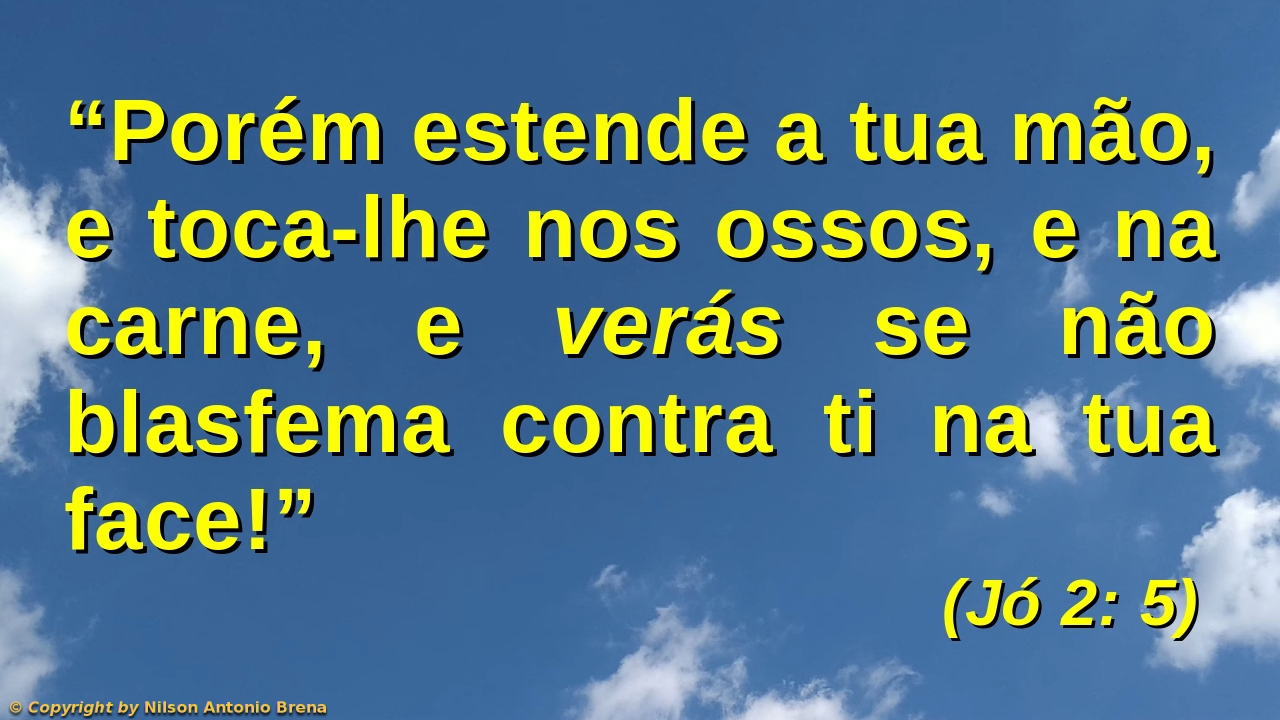 “Porém estende a tua mão,
e toca-lhe nos ossos, e na
carne, e verás se não
blasfema contra ti na tua
face!”
(Jó 2: 5)
© Copyright by Nilson Antonio Brena